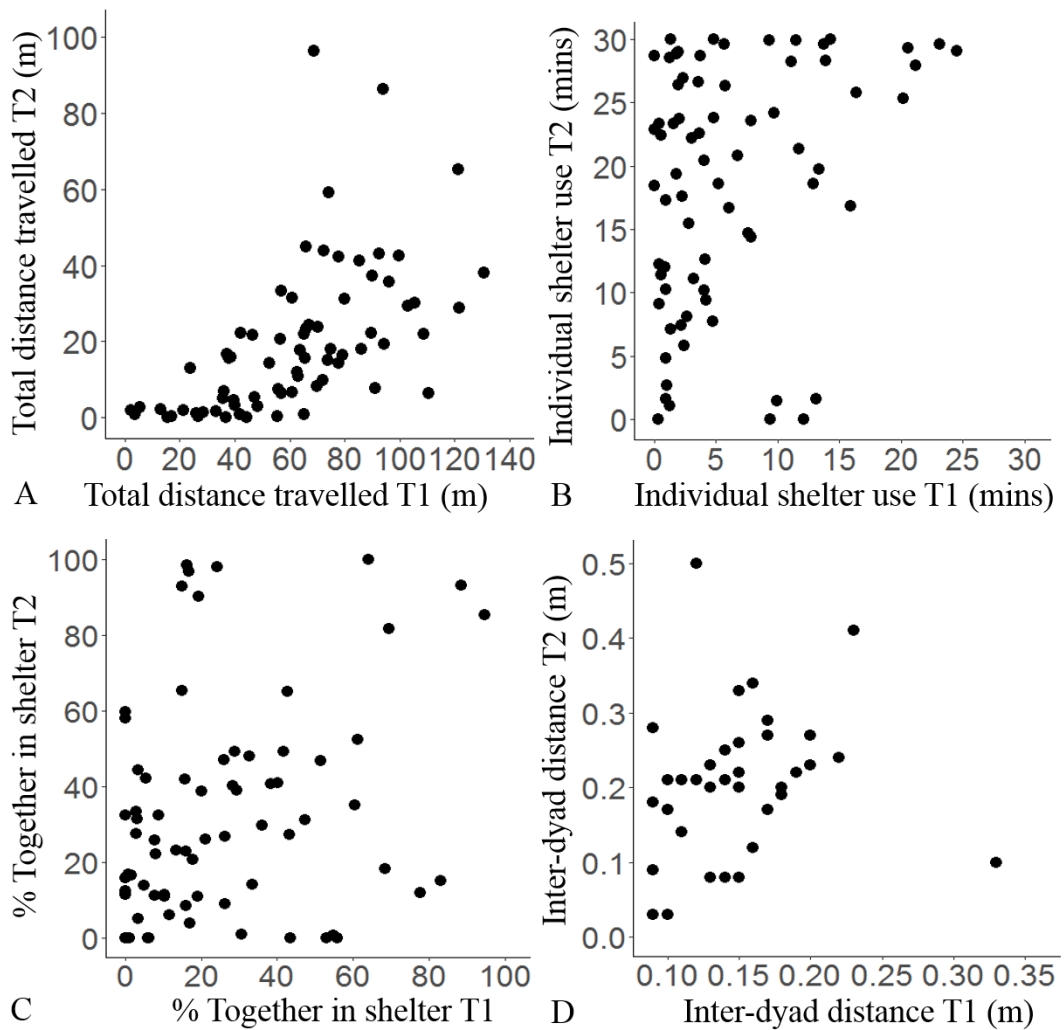 Total distance travelled T2 (m)
100
80
60
40
20
0
0 20 40 60 80 100 120 140
A Total distance travelled T1 (m)
Individual shelter use T2 (mins)
30
25
20
15
10
5
0
0 5 10 15 20 25 30
B Individual shelter use T1 (mins)
% Together in shelter T2
100
80
60
40
20
0
0 20 40 60 80 100
C % Together in shelter T1
Inter-dyad distance T2 (m)
0.5
0.4
0.3
0.2
0.1
0.0
0.10 0.15 0.20 0.25 0.30 0.35
D Inter-dyad distance T1 (m)